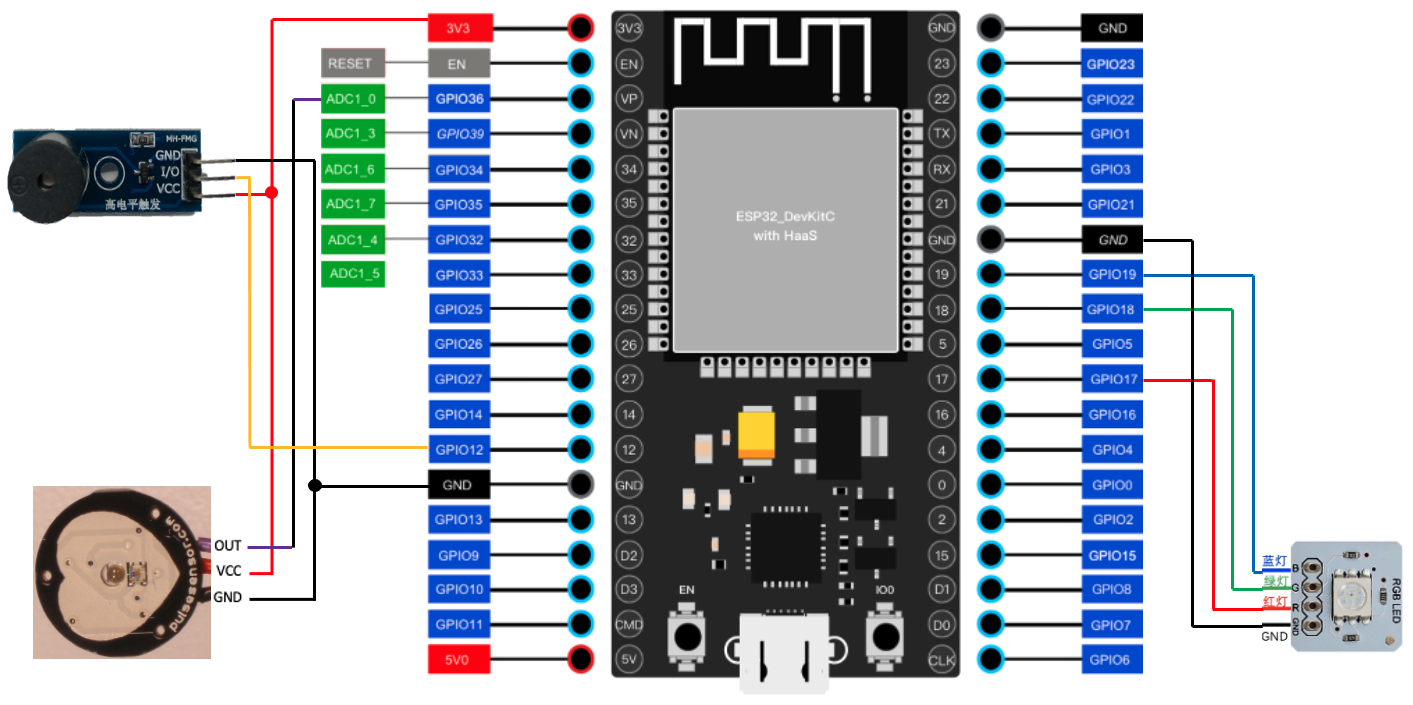 3V3
RESET
EN
ADC1_0
GPIO36
ADC1_3
GPIO39
ADC1_6
GPIO34
ADC1_7
GPIO35
ADC1_4
GPIO32
ADC1_5
GPIO33
GPIO25
GPIO26
GPIO27
GPIO14
GPIO12
GND
GPIO13
GPIO9
GPIO10
GPIO11
5V0
MH-FMG
GND
I/O
VCC
高电平触发
OUT
VCC
GND
pulsesensor.com
3V3
EN
VP
VN
34
35
32
33
25
26
27
14
12
GND
13
D2
D3
CMD
5V
ESP32_DevKitC
with HaaS
EN
IO0
GND
23
22
TX
RX
21
GND
19
18
5
17
16
4
0
2
15
D1
D0
CLK
GND
GPIO23
GPIO22
GPIO1
GPIO3
GPIO21
GND
GPIO19
GPIO18
GPIO5
GPIO17
GPIO16
GPIO4
GPIO0
GPIO2
GPIO15
GPIO8
GPIO7
GPIO6
蓝灯
绿灯
红灯
GND
B
G
R
GND
RGB LED